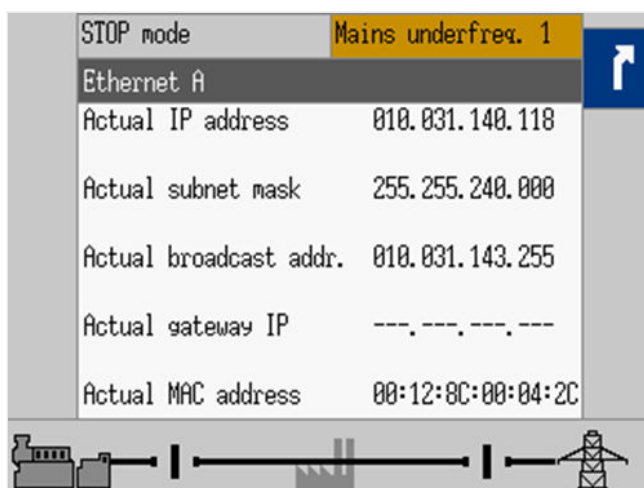 STOP mode
Mains underfreq. 1
Ethernet A
Actual IP address 010.031.140.118
Actual subnet mask 255.255.240.000
Actual broadcast addr. 010.031.143.255
Actual gateway IP ---.---.---.---
Actual MAC address 00:12:8C:00:04:2C